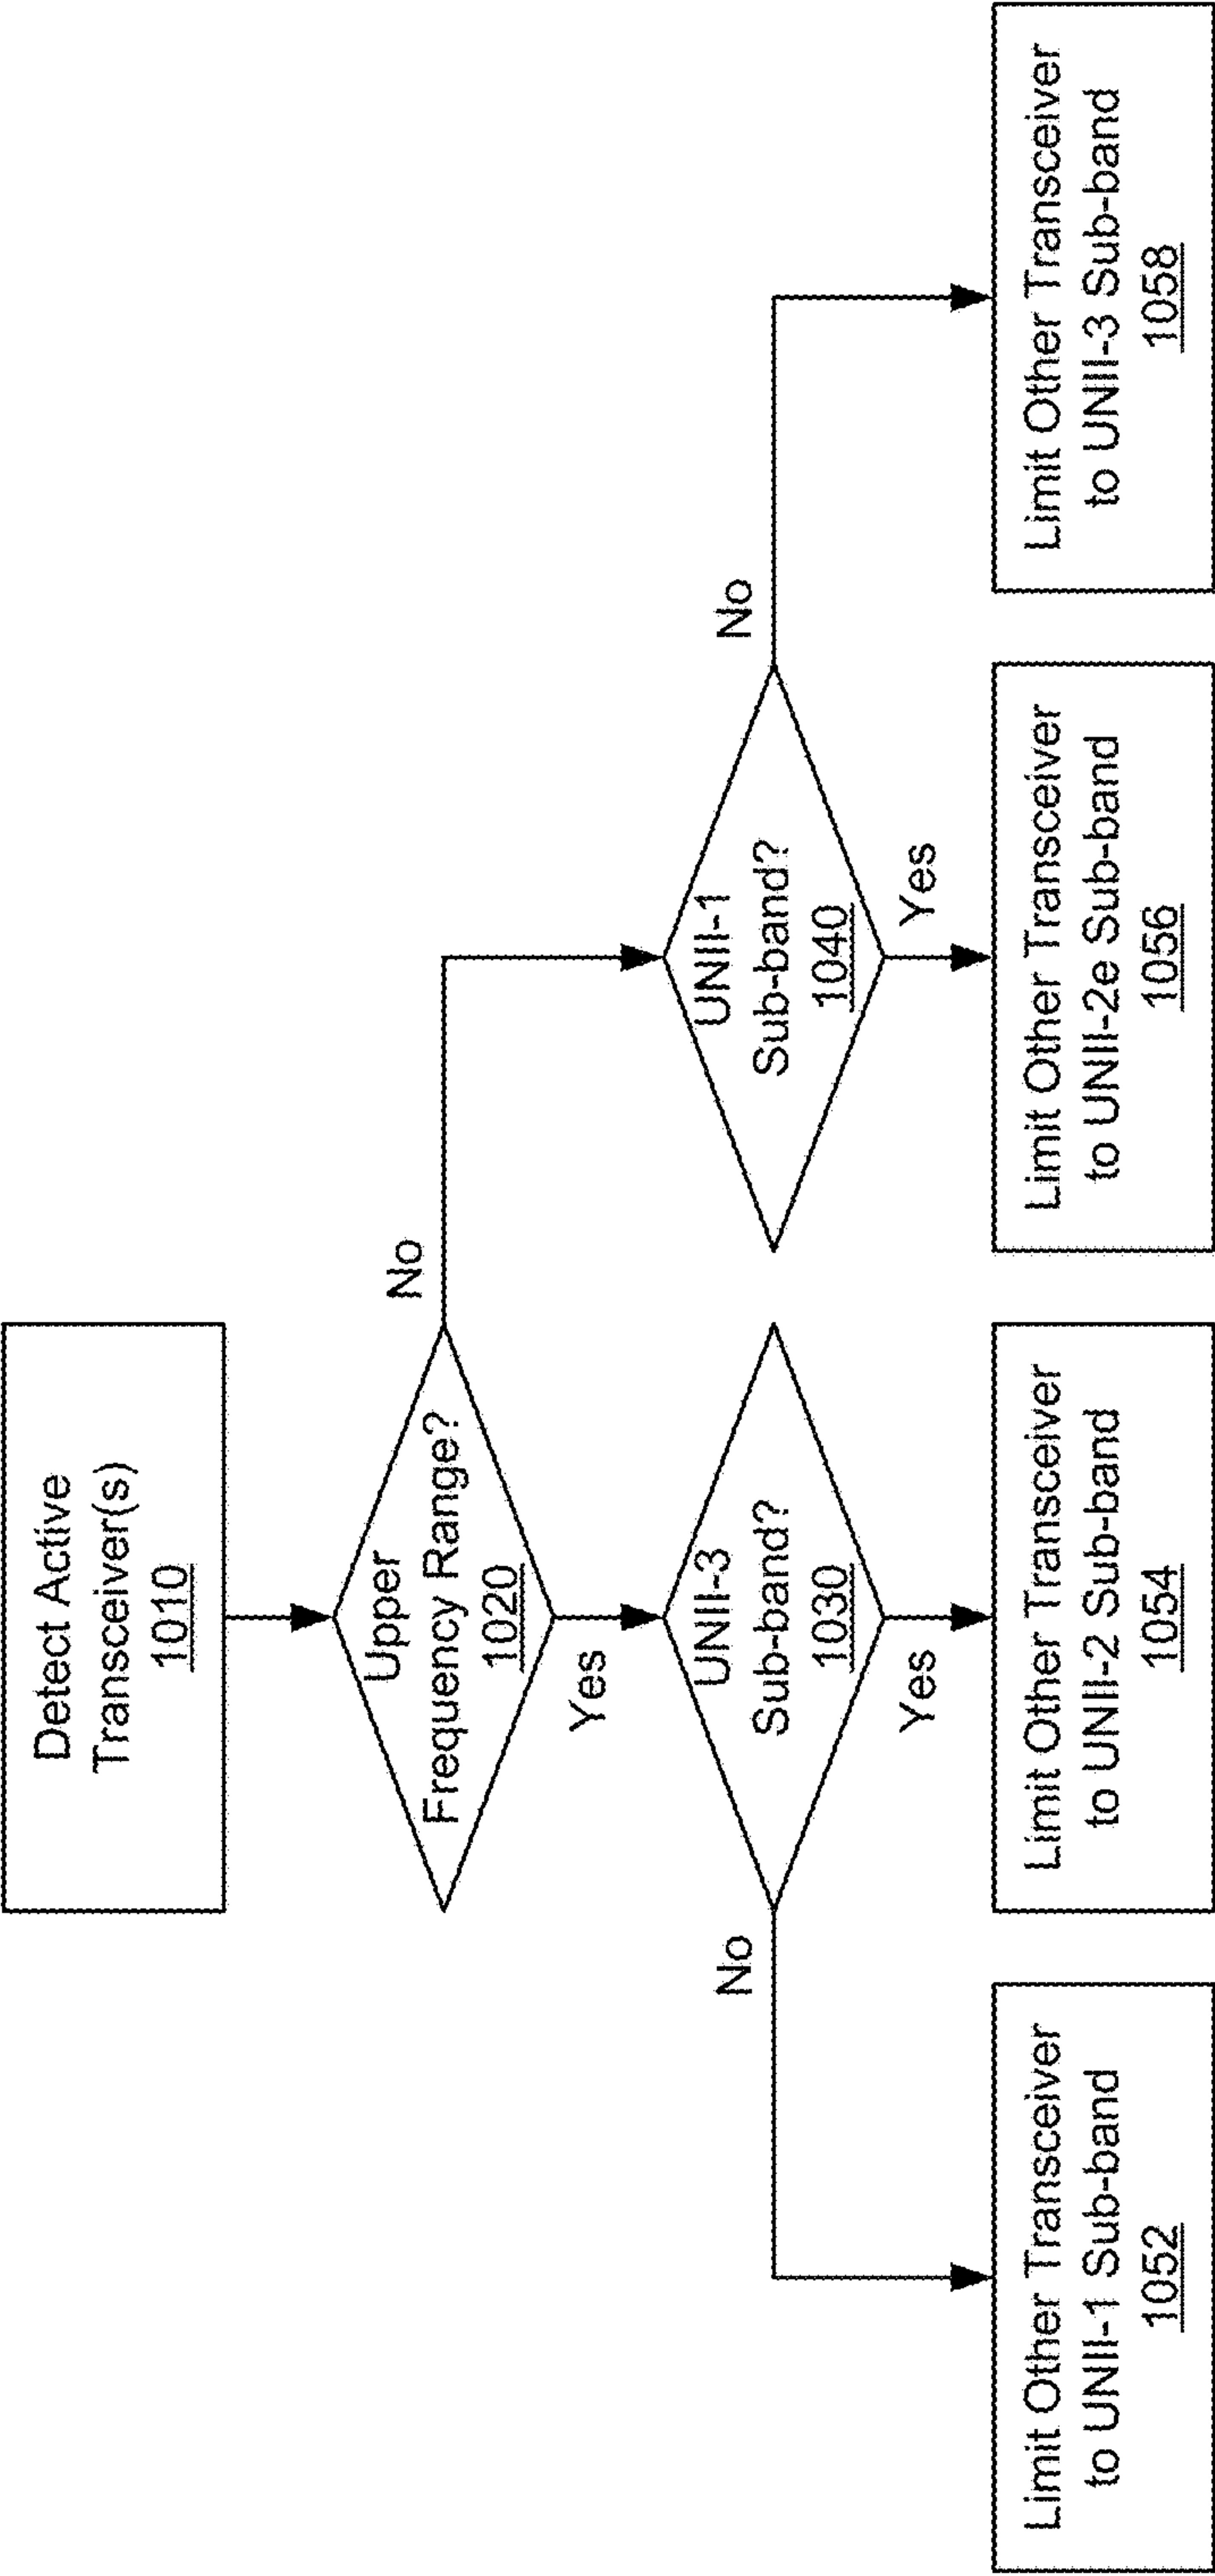 Detect Active
Transceiver(s)
1010
Upper
Frequency Range?
1020
No
Yes
UNII-3
Sub-band?
1030
No
Yes
UNII-1
Sub-band?
1040
No
Yes
Limit Other Transceiver
to UNII-1 Sub-band
1052
Limit Other Transceiver
to UNII-2 Sub-band
1054
Limit Other Transceiver
to UNII-2e Sub-band
1056
Limit Other Transceiver
to UNII-3 Sub-band
1058